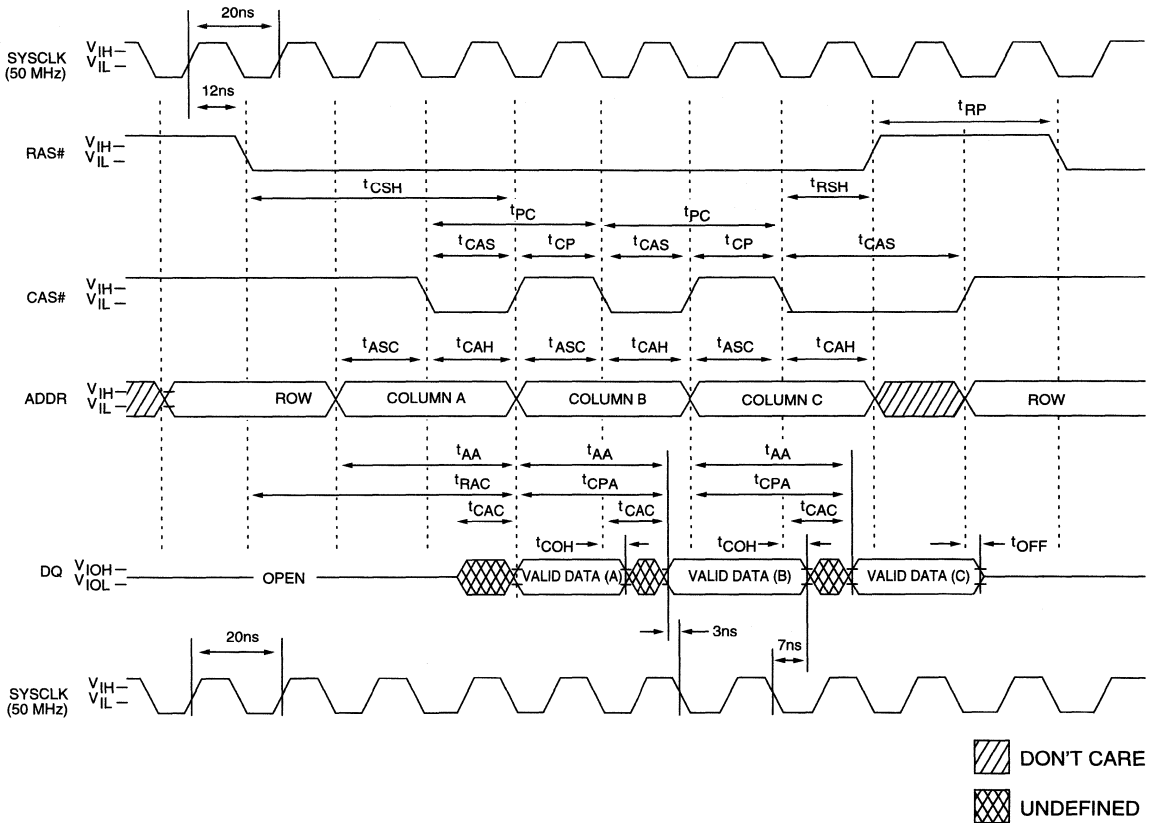 20ns
SYSCLK
(50 MHz)
VIH
VIL
12ns
tRP
RAS#
VIH
VIL
tCSH
tRSH
tPC
tPC
tCAS
tCP
tCAS
tCP
tCAS
CAS#
VIH
VIL
tASC
tCAH
tASC
tCAH
tASC
tCAH
ADDR
VIH
VIL
ROW
COLUMN A
COLUMN B
COLUMN C
ROW
tAA
tAA
tAA
tRAC
tCPA
tCPA
tCAC
tCAC
tCAC
tCOH
tCOH
tOFF
DQ
VIOH
VIOL
OPEN
VALID DATA (A)
VALID DATA (B)
VALID DATA (C)
20ns
3ns
7ns
SYSCLK
(50 MHz)
VIH
VIL
DON'T CARE
UNDEFINED